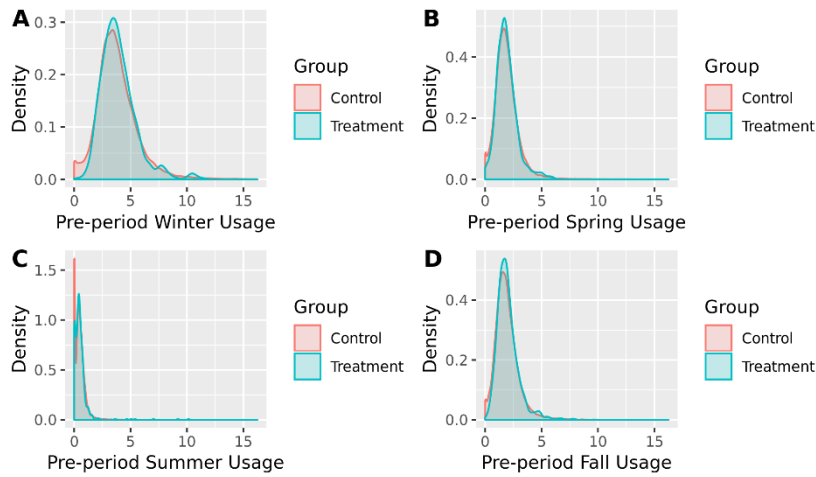 A
Density
0.3
0.2
0.1
0.0
0 5 10 15
Pre-period Winter Usage
Group
Control
Treatment
B
Density
0.4
0.2
0.0
0 5 10 15
Pre-period Spring Usage
Group
Control
Treatment
C
Density
1.5
1.0
0.5
0.0
0 5 10 15
Pre-period Summer Usage
Group
Control
Treatment
D
Density
0.4
0.2
0.0
0 5 10 15
Pre-period Fall Usage
Group
Control
Treatment